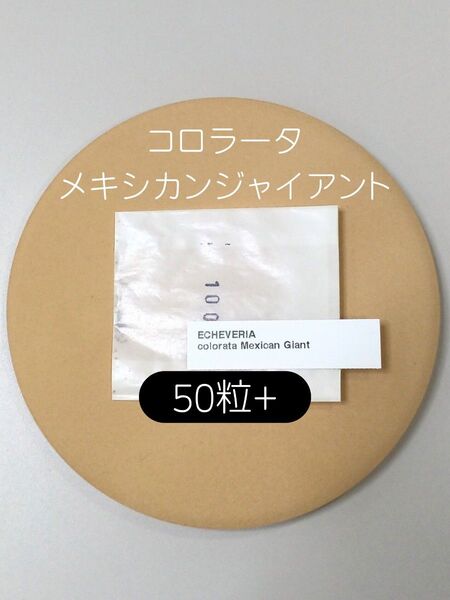 コロラータ
メキシカンジャイアント
100
ECHEVERIA
colorata Mexican Giant
50粒+